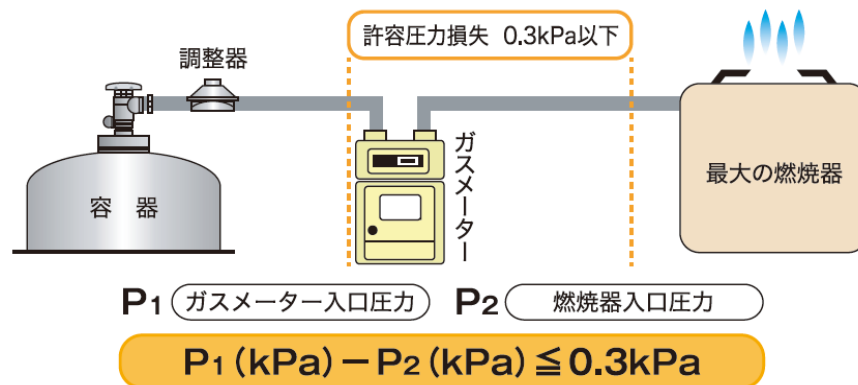 許容圧力損失 0.3kPa以下
調整器
ガスメーター
容 器
最大の燃焼器
P1 ガスメーター入口圧力 P2 燃焼器入口圧力
P1(kPa)－P2(kPa)≦0.3kPa